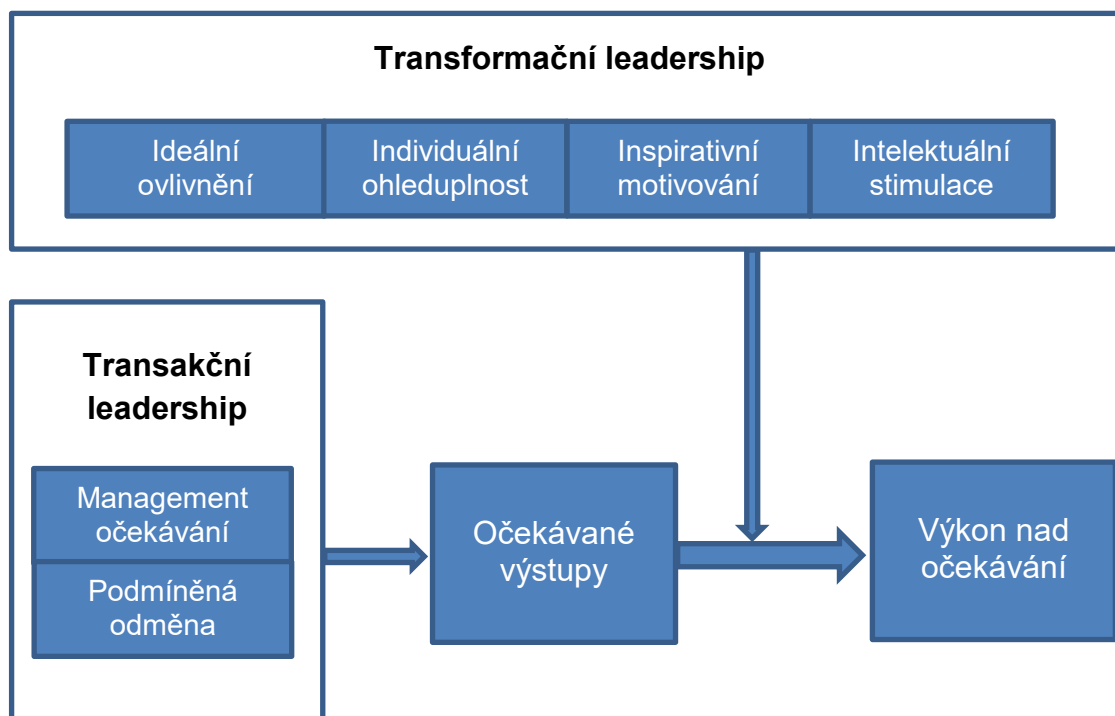 Transformační leadership
Ideální
ovlivnění
Individuální
ohleduplnost
Inspirativní
motivování
Intelektuální
stimulace
Transakční
leadership
Management
očekávání
Podmíněná
odměna
Očekávané
výstupy
Výkon nad
očekávání